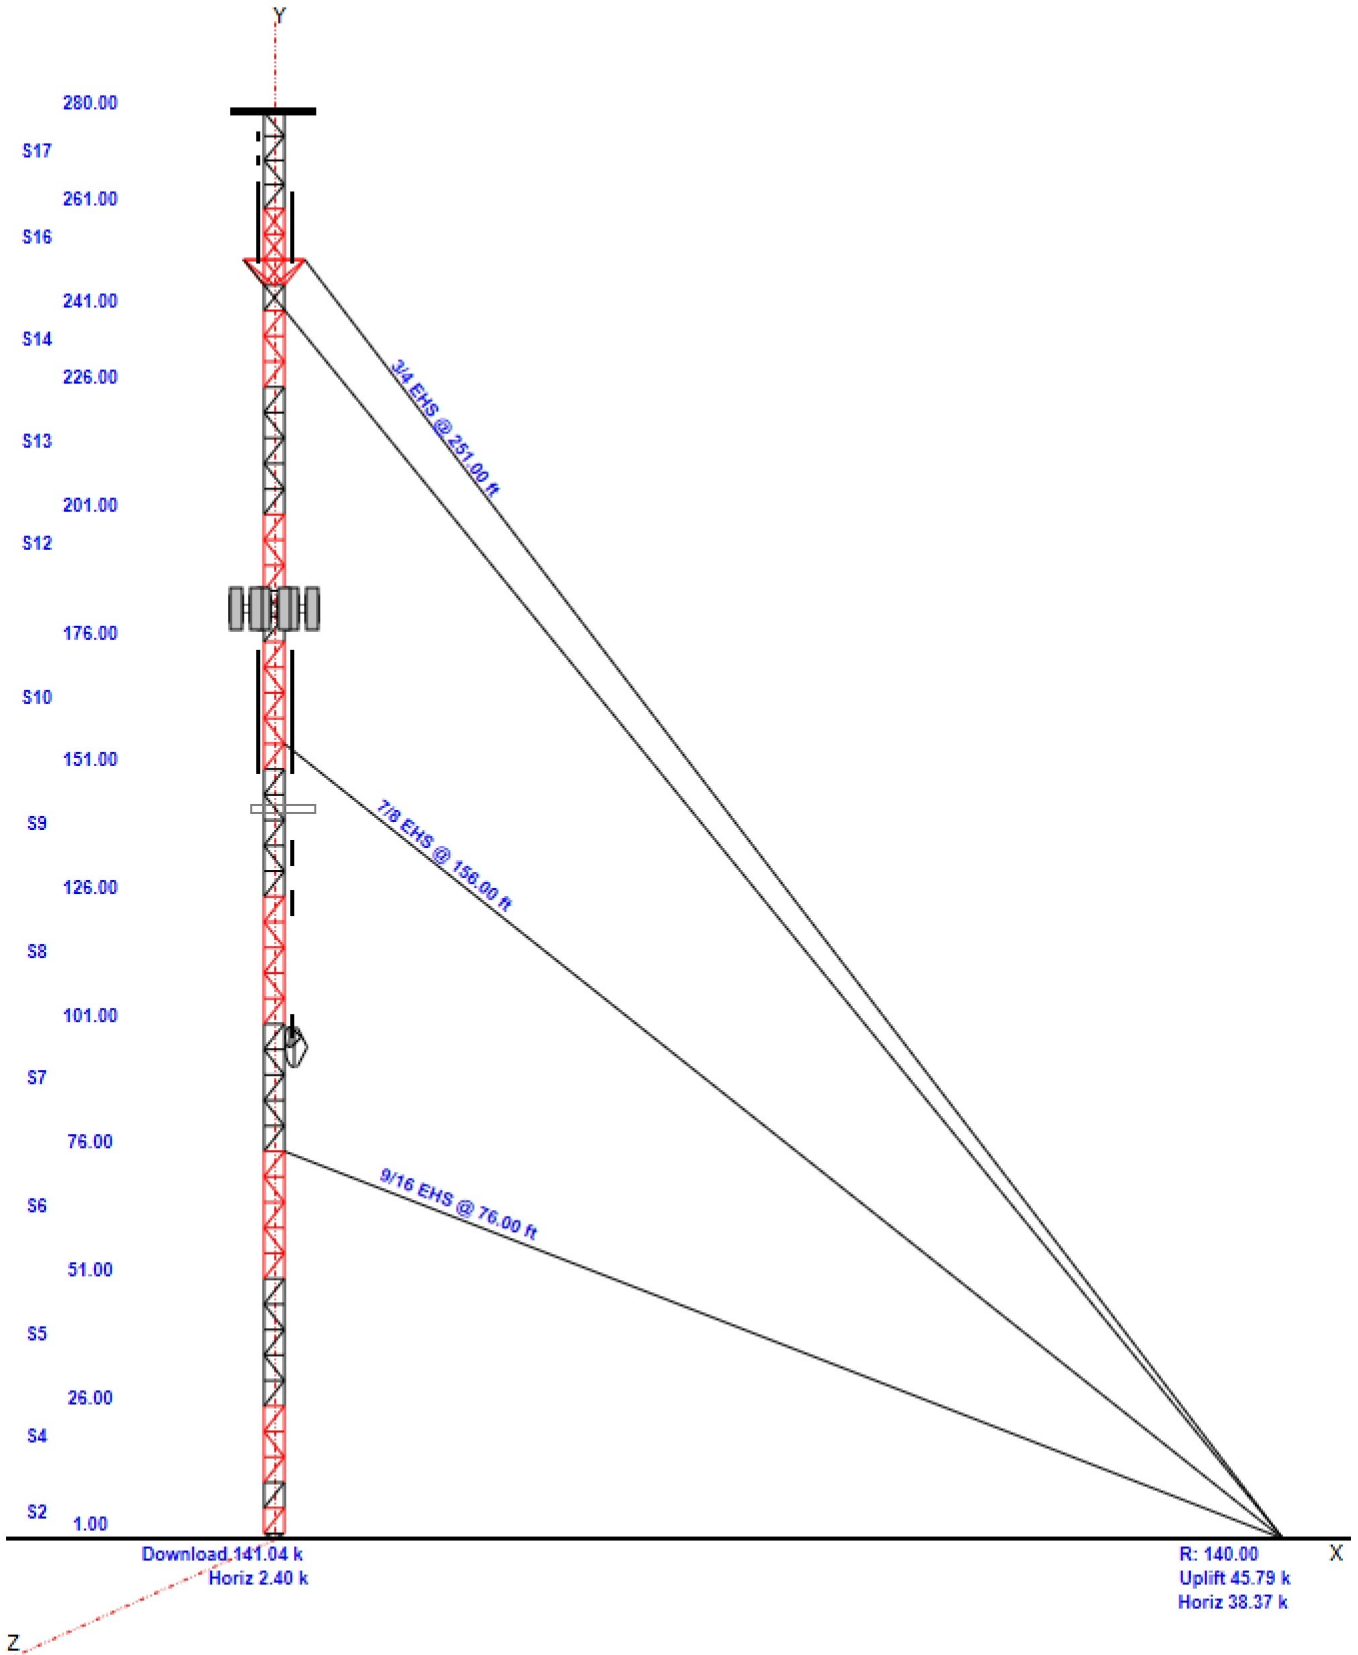 Y
280.00
S17
261.00
S16
241.00
S14
226.00
3/4 EHS @ 251.00 ft
S13
201.00
S12
176.00
S10
151.00
7/8 EHS @ 156.00 ft
S9
126.00
S8
101.00
S7
76.00
9/16 EHS @ 76.00 ft
S6
51.00
S5
26.00
S4
S2
1.00
Download 141.04 k
Horiz 2.40 k
R: 140.00
X
Uplift 45.79 k
Horiz 38.37 k
Z